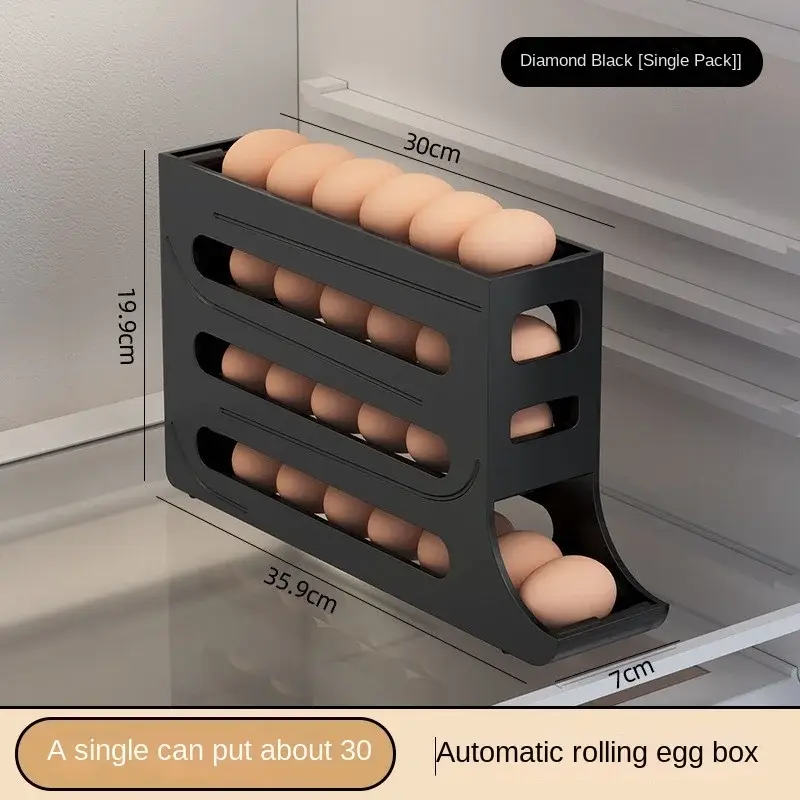 Diamond Black [Single Pack]]
30cm
19.9cm
35.9cm
7cm
A single can put about 30
Automatic rolling egg box